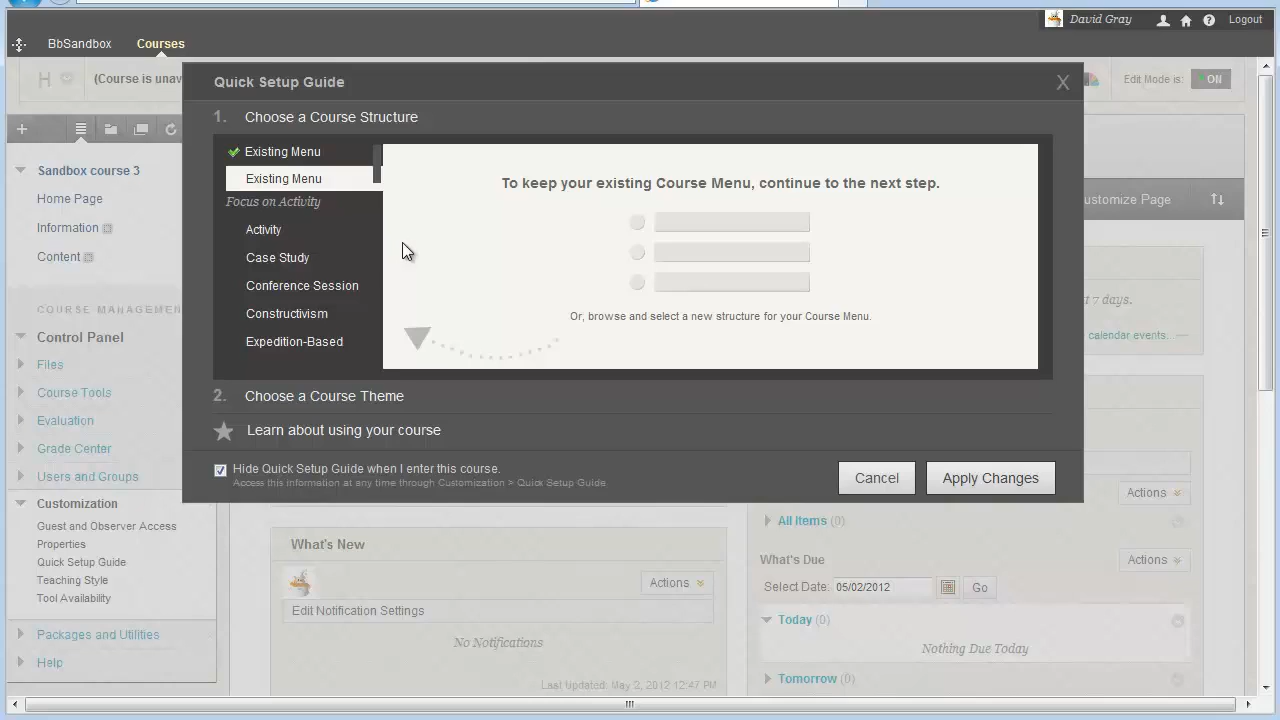 David Gray
Logout
BbSandbox
Courses
H
(Course is unav
Edit Mode is:
ON
Quick Setup Guide
X
1. Choose a Course Structure
Existing Menu
Existing Menu
Focus on Activity
Activity
Case Study
Conference Session
Constructivism
Expedition-Based
To keep your existing Course Menu, continue to the next step.
Or, browse and select a new structure for your Course Menu.
2. Choose a Course Theme
Learn about using your course
Hide Quick Setup Guide when I enter this course.
Access this information at any time through Customization > Quick Setup Guide
Cancel
Apply Changes
Sandbox course 3
Home Page
Information
Content
COURSE MANAGEMEN
Control Panel
Files
Course Tools
Evaluation
Grade Center
Users and Groups
Customization
Guest and Observer Access
Properties
Quick Setup Guide
Teaching Style
Tool Availability
Packages and Utilities
Help
ustomize Page
t 7 days.
calendar events...
What's New
Actions
Edit Notification Settings
No Notifications
Last Updated: May 2, 2012 12:47 PM
Actions
All Items (0)
What's Due
Actions
Select Date: 05/02/2012
Go
Today (0)
Nothing Due Today
Tomorrow (0)